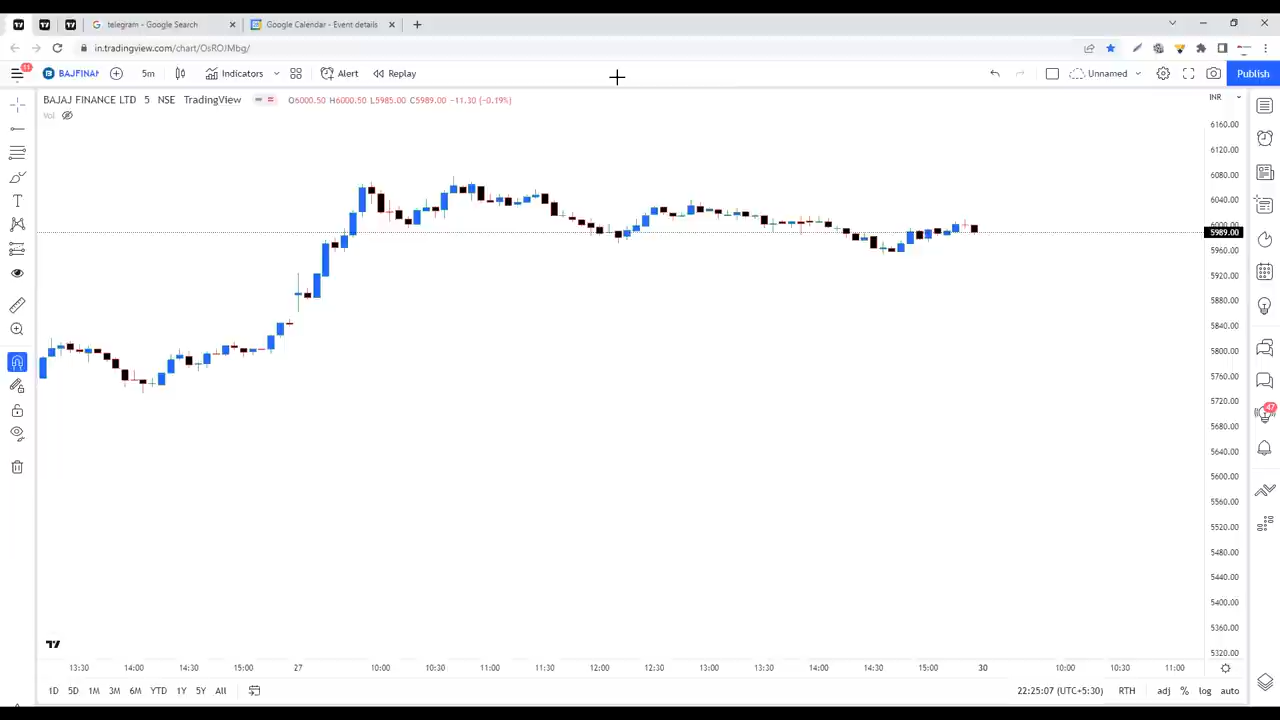 telegram - Google Search
Google Calendar - Event details
in.tradingview.com/chart/OsROJMbg/
11
BAJFINAN
5m
Indicators
Alert
Replay
Unnamed
Publish
BAJAJ FINANCE LTD 5 NSE TradingView
O6000.50 H6000.50 L5985.00 C5989.00 −11.30 (−0.19%)
INR
Vol
6160.00
6120.00
6080.00
6040.00
6000.00
5989.00
5960.00
5920.00
5880.00
5840.00
5800.00
5760.00
5720.00
5680.00
47
5640.00
5600.00
5560.00
5520.00
5480.00
5440.00
5400.00
5360.00
5320.00
13:30 14:00 14:30 15:00 27 10:00 10:30 11:00 11:30 12:00 12:30 13:00 13:30 14:00 14:30 15:00 30 10:00 10:30 11:00
1D 5D 1M 3M 6M YTD 1Y 5Y All
22:25:07 (UTC+5:30) RTH adj % log auto